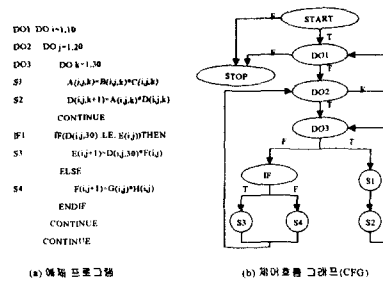 DO1 DO i=1,10
DO2 DO j=1,20
DO3 DO k=1,30
S1 A(i,j,k)=B(i,j,k)*C(i,j,k)
S2 D(i,j,k+1)=A(i,j,k)*D(i,j,k)
CONTINUE
IF1 IF(D(i,j,30) .LE. E(i,j))THEN
S3 E(i,j+1)=D(i,j,30)*F(i,j)
ELSE
S4 F(i,j+1)=G(i,j)*H(i,j)
ENDIF
CONTINUE
CONTINUE
(a) 예제 프로그램
START
F
T
DO1
F
STOP
T
DO2
F
T
DO3
F
T
IF
S1
T
F
S3
S4
S2
(b) 제어흐름 그래프(CFG)